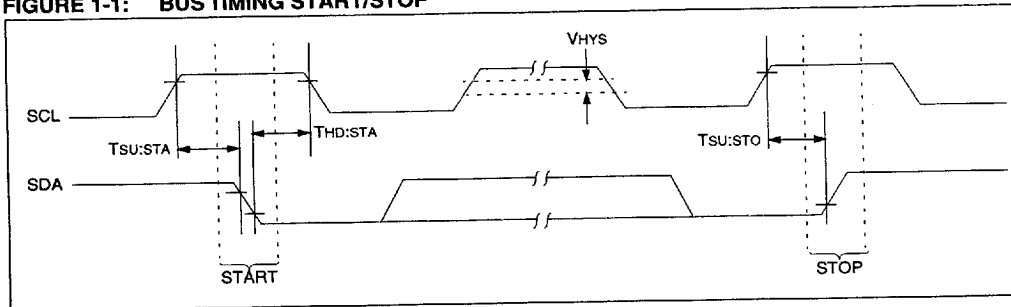 FIGURE 1-1: BUS TIMING START/STOP
VHYS
SCL
TSU:STA
THD:STA
TSU:STO
SDA
START
STOP